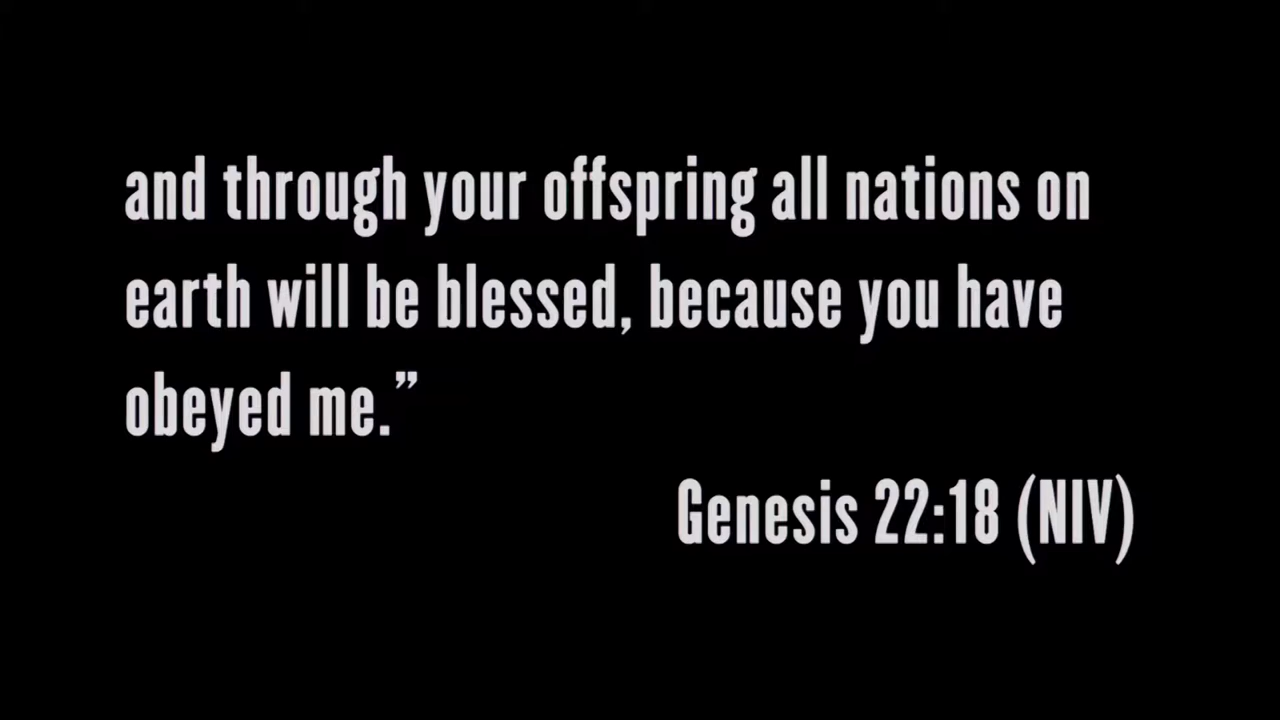 and through your offspring all nations on
earth will be blessed, because you have
obeyed me.”
Genesis 22:18 (NIV)